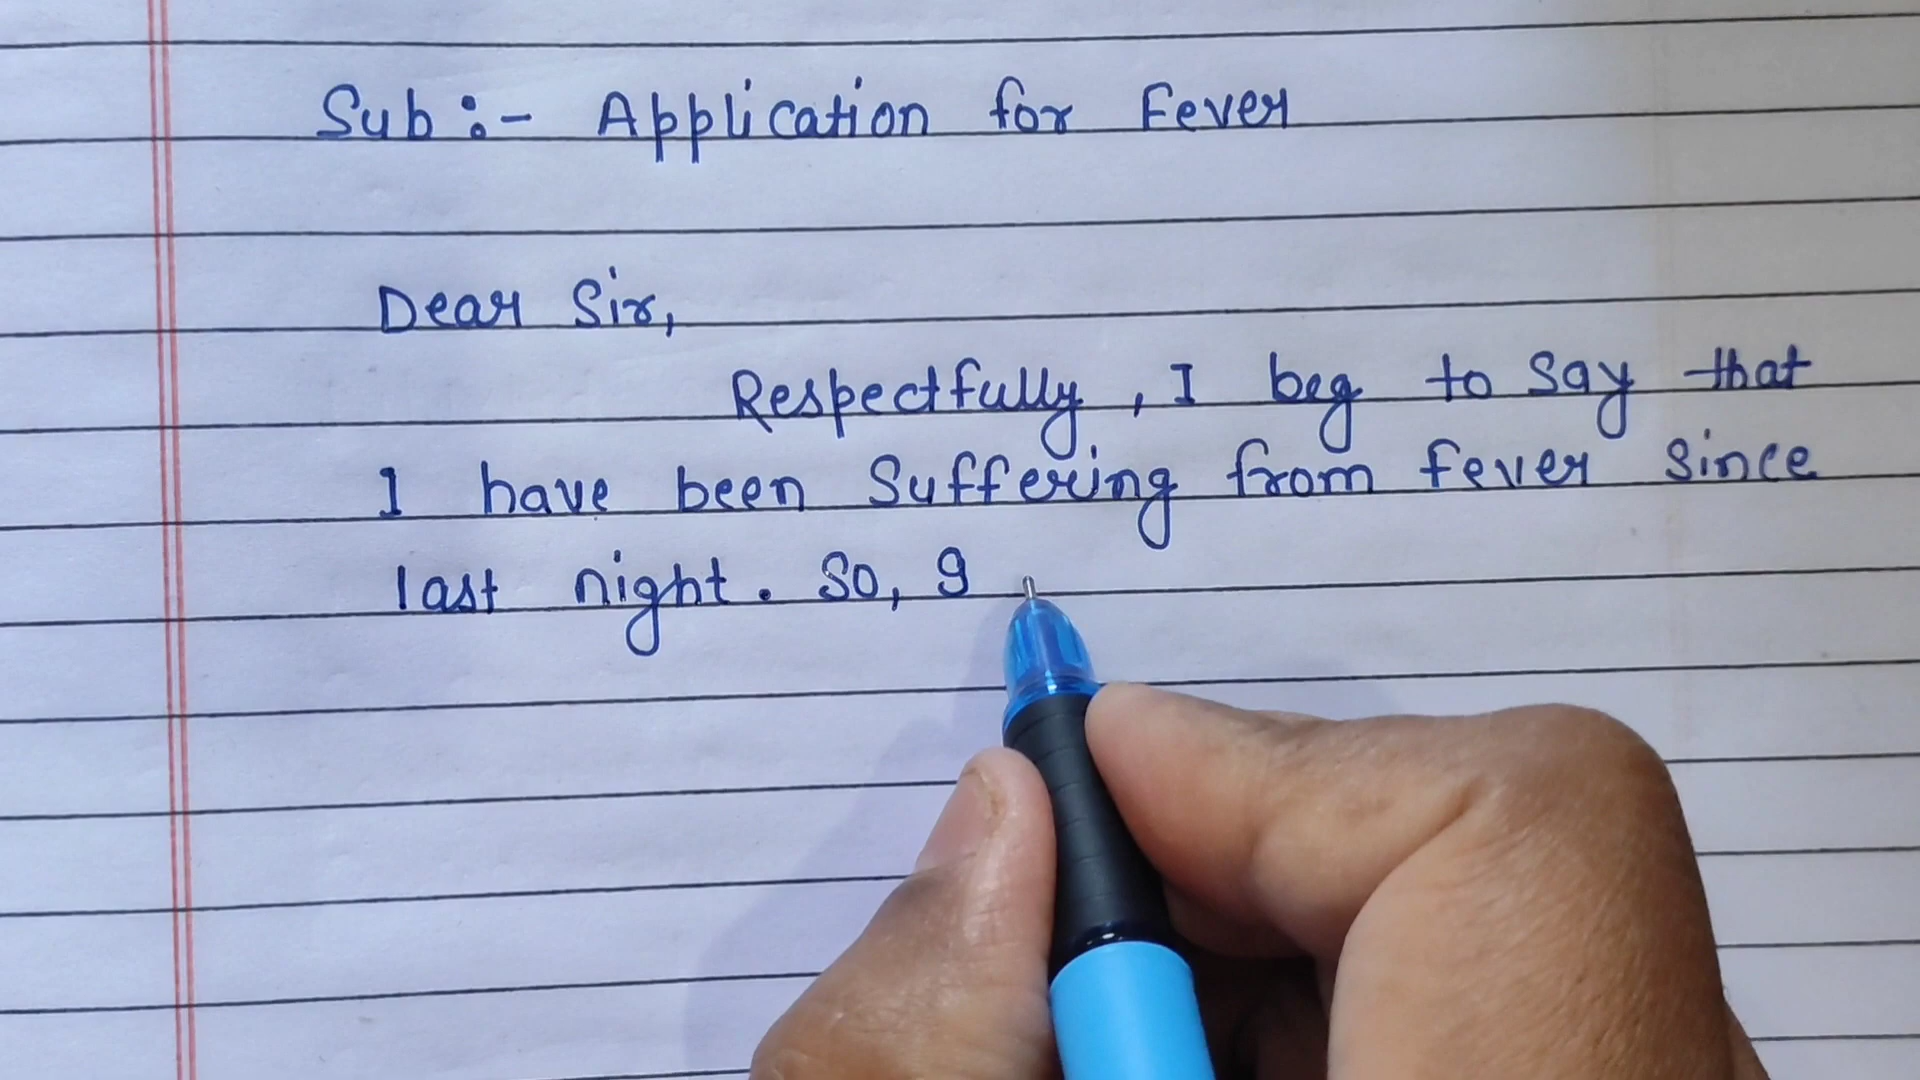 Sub:- Application for Fever
Dear Sir,
Respectfully, I beg to say that
I have been suffering from fever since
last night. So, I